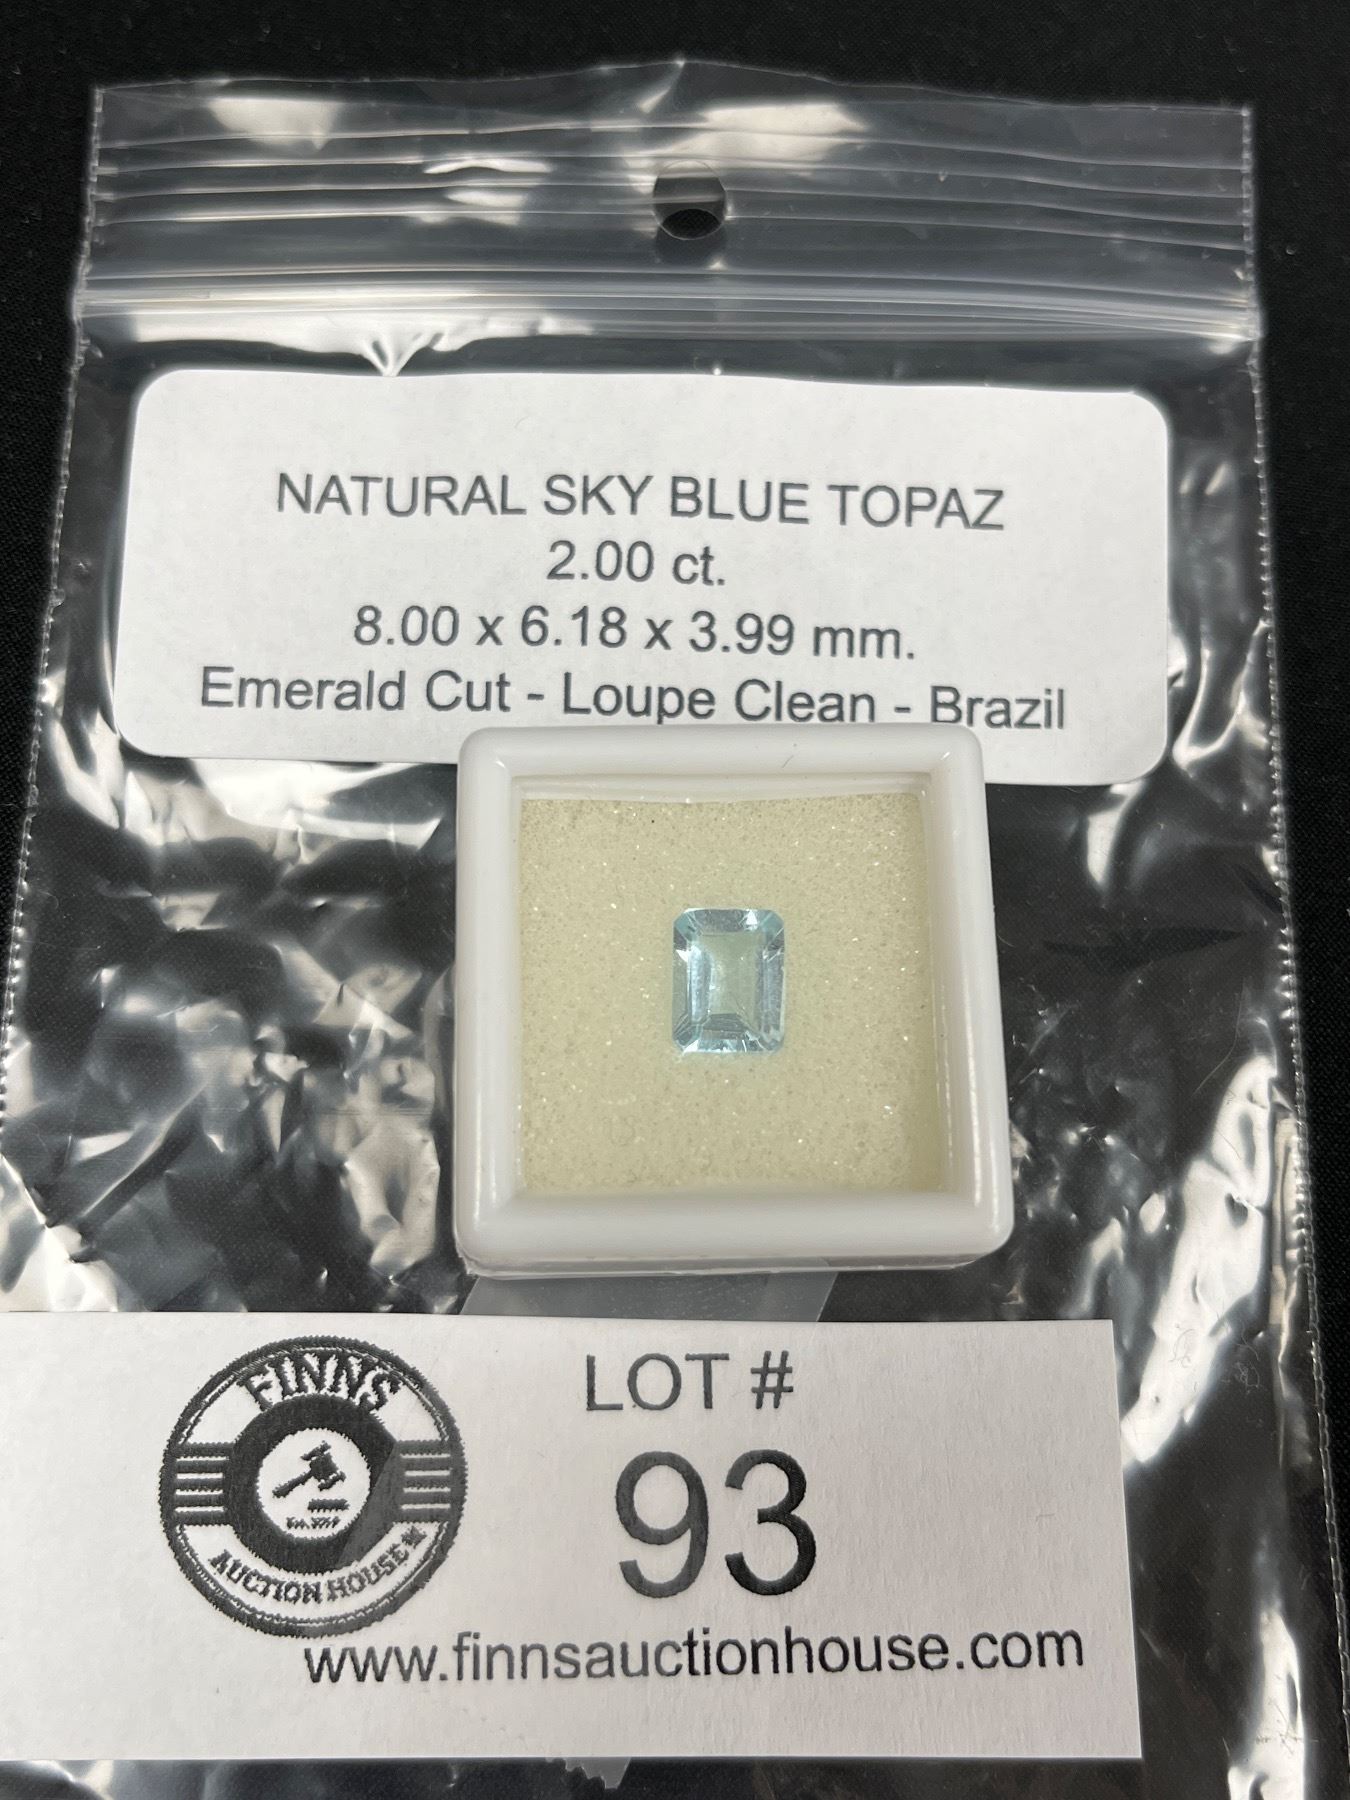 NATURAL SKY BLUE TOPAZ
2.00 ct.
8.00 x 6.18 x 3.99 mm.
Emerald Cut - Loupe Clean - Brazil
FINNS
AUCTION HOUSE
LOT #
93
www.finnsauctionhouse.com